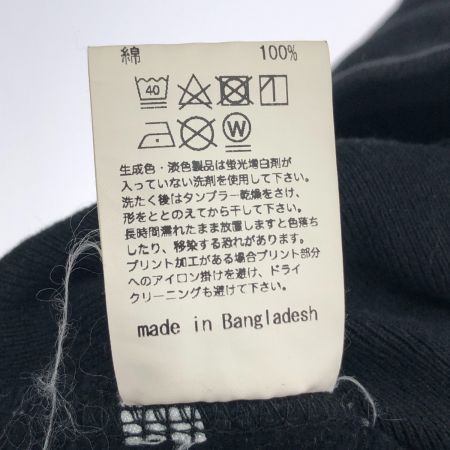 綿 100%
40
W
生成色・淡色製品は蛍光増白剤が
入っていない洗剤を使用して下さい。
洗たく後はタンブラー乾燥をさけ、
形をととのえてから干して下さい。
長時間濡れたまま放置しますと色落ち
したり、移染する恐れがあります。
プリント加工がある場合プリント部分
へのアイロン掛けを避け、ドライ
クリーニングも避けて下さい。
made in Bangladesh